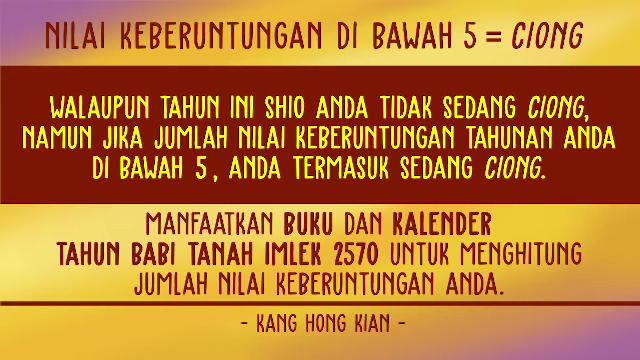 NILAI KEBERUNTUNGAN DI BAWAH 5 = CIONG
WALAUPUN TAHUN INI SHIO ANDA TIDAK SEDANG CIONG,
NAMUN JIKA JUMLAH NILAI KEBERUNTUNGAN TAHUNAN ANDA
DI BAWAH 5, ANDA TERMASUK SEDANG CIONG.
MANFAATKAN BUKU DAN KALENDER
TAHUN BABI TANAH IMLEK 2570 UNTUK MENGHITUNG
JUMLAH NILAI KEBERUNTUNGAN ANDA.
- KANG HONG KIAN -